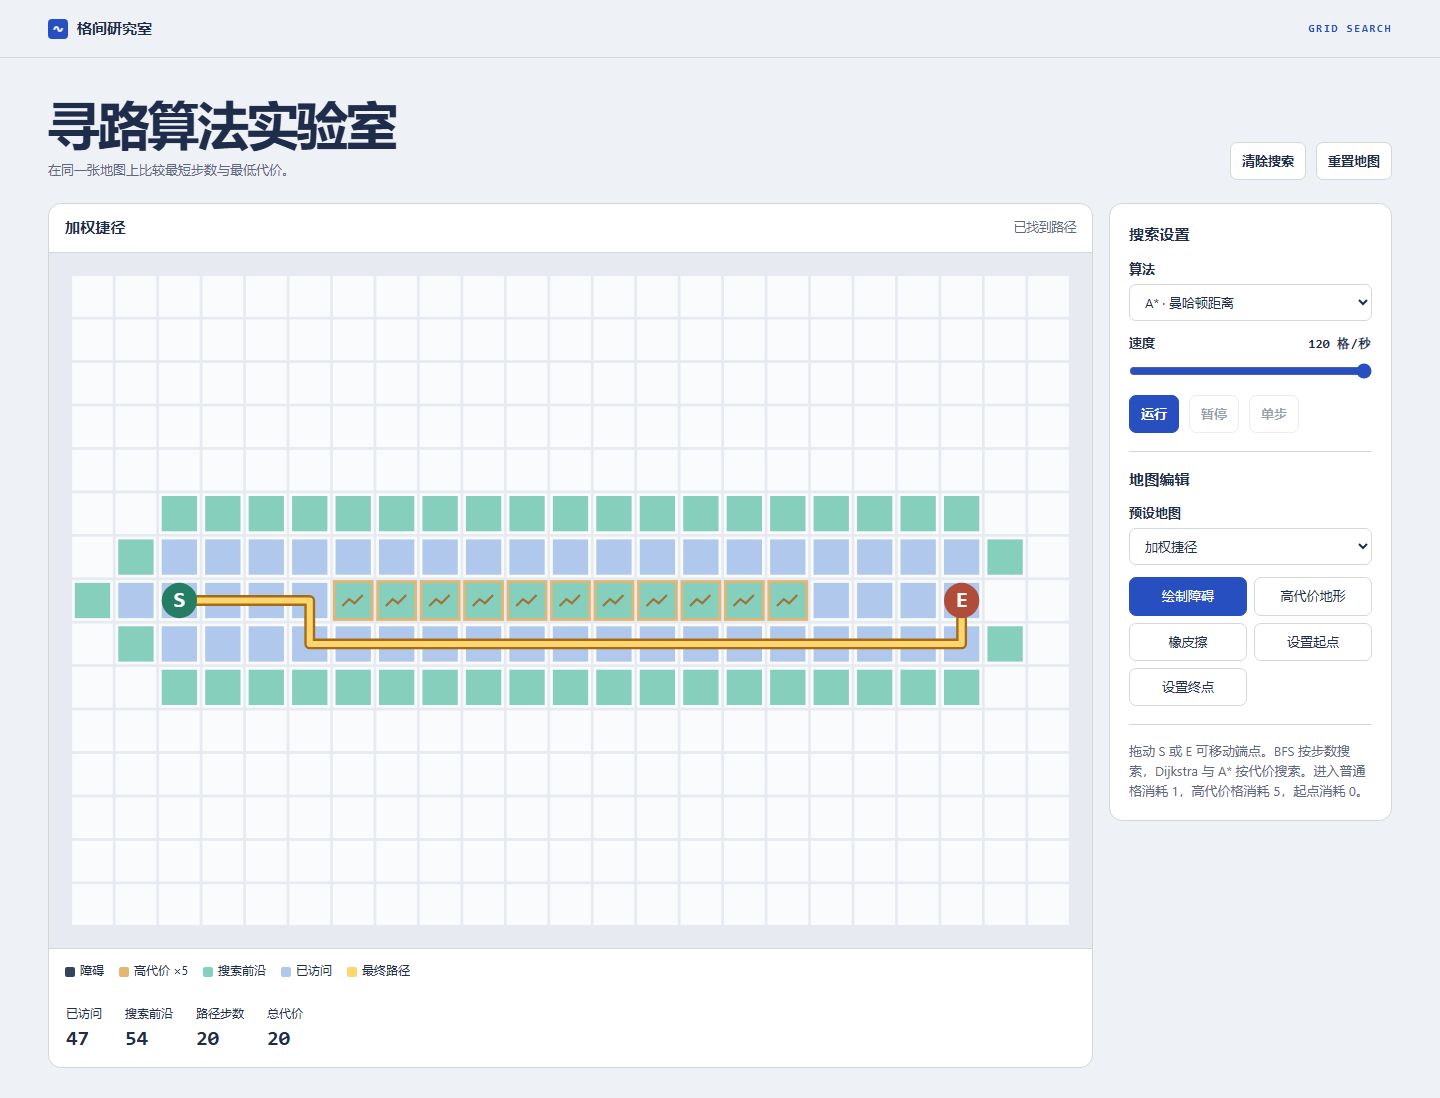 格间研究室
GRID SEARCH
寻路算法实验室
在同一张地图上比较最短步数与最低代价。
清除搜索
重置地图
加权捷径
已找到路径
S
E
障碍
高代价 ×5
搜索前沿
已访问
最终路径
已访问
搜索前沿
路径步数
总代价
47
54
20
20
搜索设置
算法
A* · 曼哈顿距离
速度
120 格/秒
运行
暂停
单步
地图编辑
预设地图
加权捷径
绘制障碍
高代价地形
橡皮擦
设置起点
设置终点
拖动 S 或 E 可移动端点。BFS 按步数搜
索，Dijkstra 与 A* 按代价搜索。进入普通
格消耗 1，高代价格消耗 5，起点消耗 0。